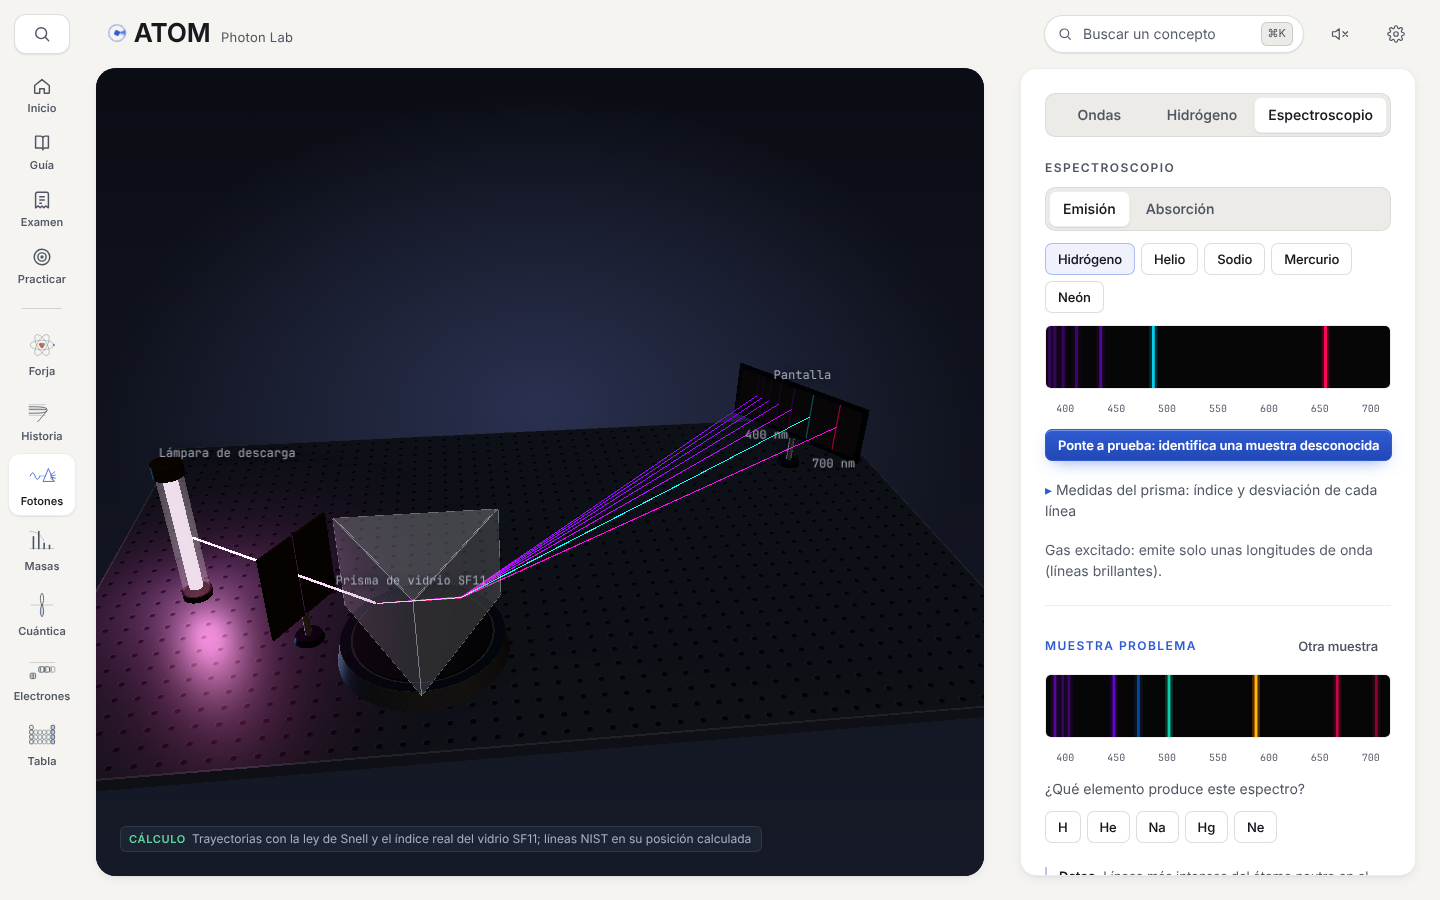 ATOM Photon Lab
Buscar un concepto ⌘K
Inicio
Guía
Examen
Practicar
Forja
Historia
Fotones
Masas
Cuántica
Electrones
Tabla
Pantalla
400 nm
700 nm
Lámpara de descarga
Prisma de vidrio SF11
CÁLCULO Trayectorias con la ley de Snell y el índice real del vidrio SF11; líneas NIST en su posición calculada
Ondas Hidrógeno Espectroscopio
ESPECTROSCOPIO
Emisión Absorción
Hidrógeno Helio Sodio Mercurio
Neón
400 450 500 550 600 650 700
Ponte a prueba: identifica una muestra desconocida
▸ Medidas del prisma: índice y desviación de cada
línea
Gas excitado: emite solo unas longitudes de onda
(líneas brillantes).
MUESTRA PROBLEMA Otra muestra
400 450 500 550 600 650 700
¿Qué elemento produce este espectro?
H He Na Hg Ne